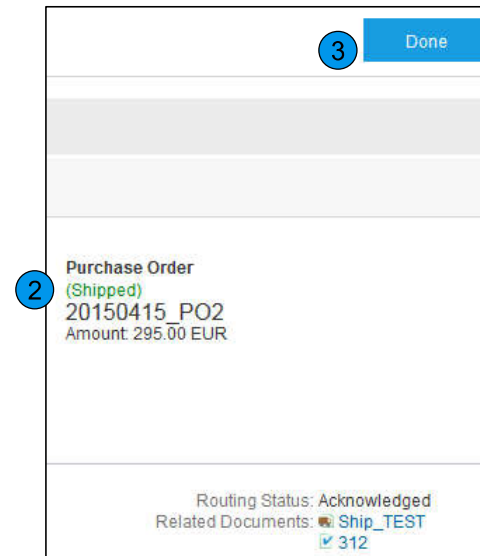 3
Done
Purchase Order
2
(Shipped)
20150415_PO2
Amount: 295.00 EUR
Routing Status: Acknowledged
Related Documents: Ship_TEST
312